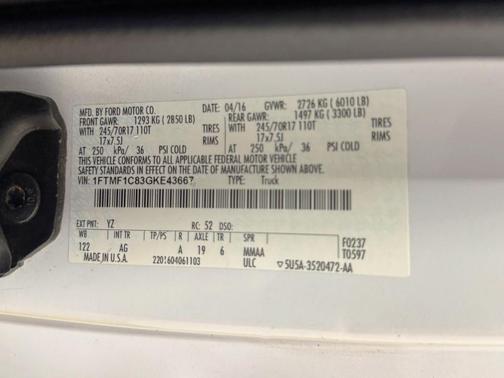 MFD. BY FORD MOTOR CO. DATE: 04/16 GVWR: 2726 KG ( 6010 LB)
FRONT GAWR: 1293 KG ( 2850 LB) REAR GAWR: 1497 KG ( 3300 LB)
WITH 245/70R17 110T TIRES WITH 245/70R17 110T TIRES
17x7.5J RIMS 17x7.5J RIMS
AT 250 kPa/ 36 PSI COLD AT 250 kPa/ 36 PSI COLD
THIS VEHICLE CONFORMS TO ALL APPLICABLE FEDERAL MOTOR VEHICLE
SAFETY STANDARDS IN EFFECT ON THE DATE OF MANUFACTURE SHOWN ABOVE.
VIN: 1FTMF1C83GKE43667 TYPE: Truck
EXT PNT: YZ RC: 52 DSO:
WB INT TR TP/PS R AXLE TR SPR F0237
122 AG A 19 6 MMAA T0597
MADE IN U.S.A. 2201604061103 ULC ▽5U5A-3520472-AA